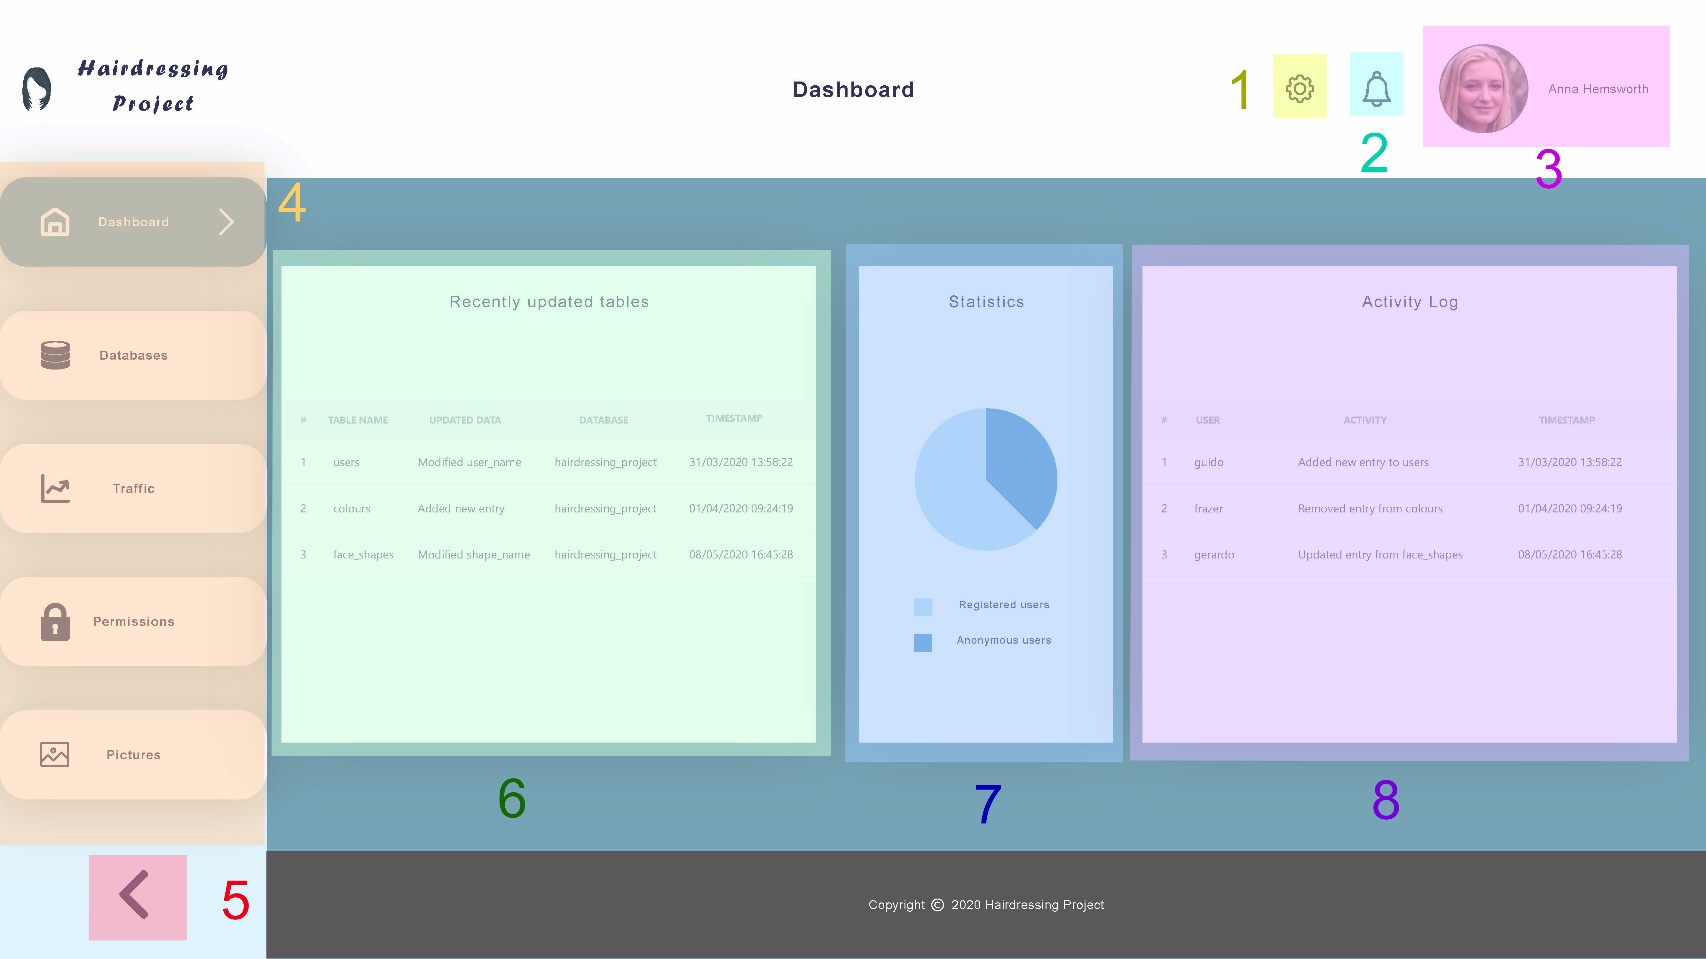 Hairdressing
Project
Dashboard
1
2
Anna Hemsworth
3
4
Dashboard
Databases
Traffic
Permissions
Pictures
5
Recently updated tables
# TABLE NAME UPDATED DATA DATABASE TIMESTAMP
1 users Modified user_name hairdressing_project 31/03/2020 13:58:22
2 colours Added new entry hairdressing_project 01/04/2020 09:24:19
3 face_shapes Modified shape_name hairdressing_project 08/05/2020 16:45:28
6
Statistics
Registered users
Anonymous users
7
Activity Log
# USER ACTIVITY TIMESTAMP
1 guido Added new entry to users 31/03/2020 13:58:22
2 frazer Removed entry from colours 01/04/2020 09:24:19
3 gerardo Updated entry from face_shapes 08/05/2020 16:45:28
8
Copyright © 2020 Hairdressing Project